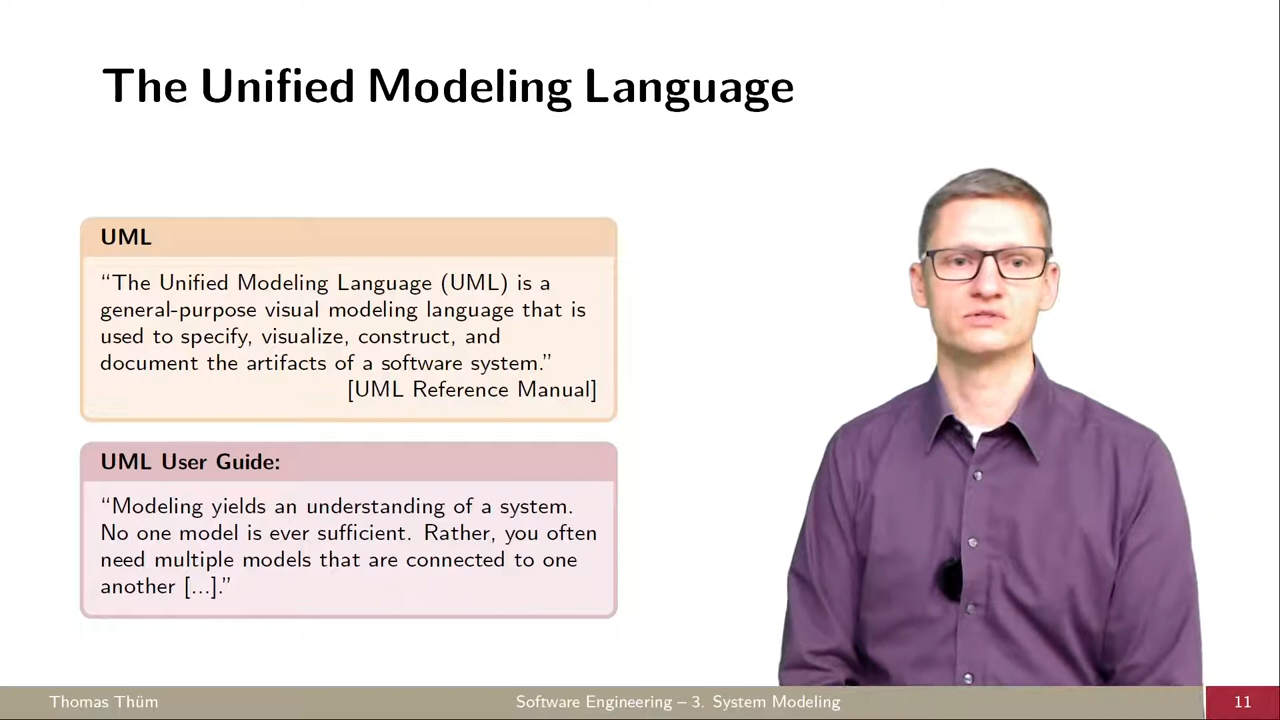 The Unified Modeling Language
UML
“The Unified Modeling Language (UML) is a
general-purpose visual modeling language that is
used to specify, visualize, construct, and
document the artifacts of a software system.”
[UML Reference Manual]
UML User Guide:
“Modeling yields an understanding of a system.
No one model is ever sufficient. Rather, you often
need multiple models that are connected to one
another [...].”
Thomas Thüm
Software Engineering – 3. System Modeling
11